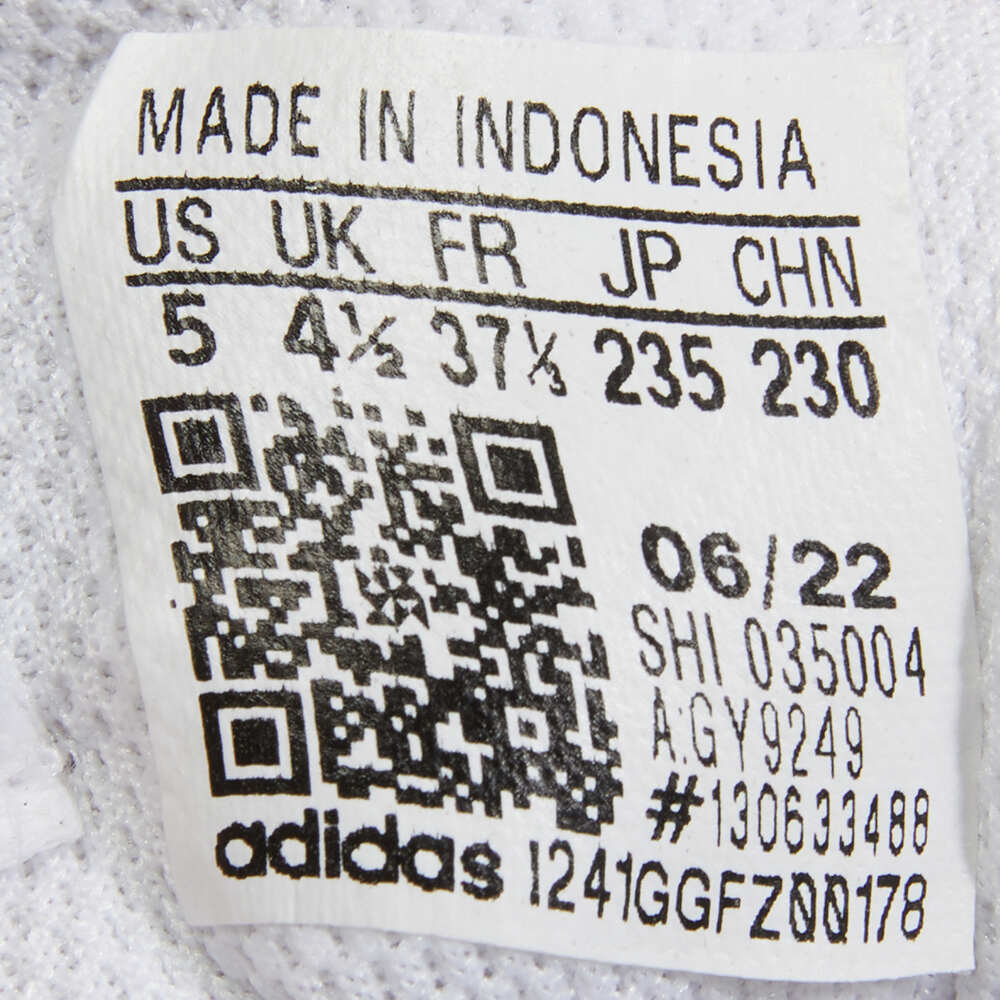 MADE IN INDONESIA
US UK FR JP CHN
5 4½ 37⅓ 235 230
06/22
SHI 035004
A:GY9249
#130633488
adidas I241GGFZ00178